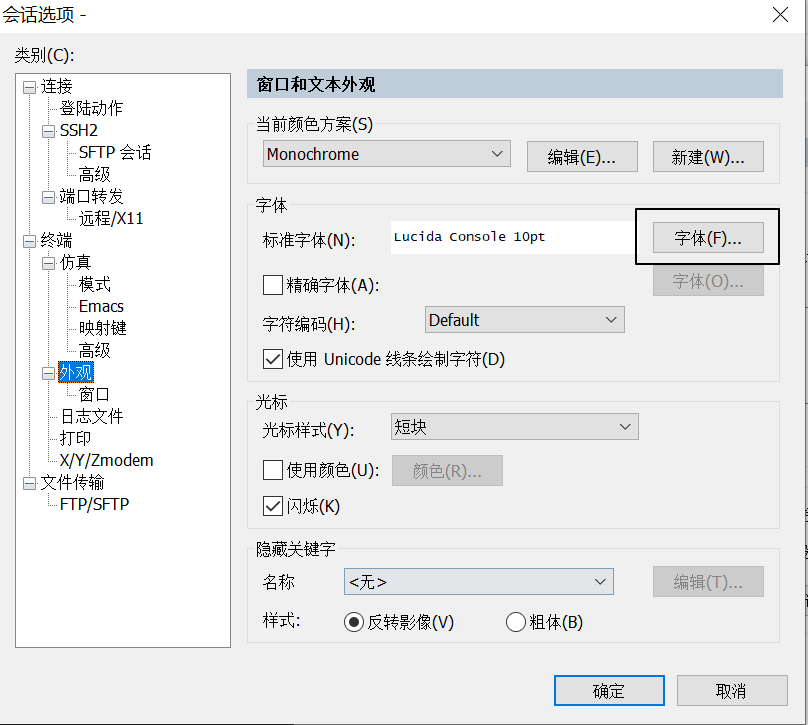 会话选项 -
类别(C):
连接
登陆动作
SSH2
SFTP 会话
高级
端口转发
远程/X11
终端
仿真
模式
Emacs
映射键
高级
外观
窗口
日志文件
打印
X/Y/Zmodem
文件传输
FTP/SFTP
窗口和文本外观
当前颜色方案(S)
Monochrome
编辑(E)...
新建(W)...
字体
标准字体(N):
Lucida Console 10pt
字体(F)...
精确字体(A):
字体(O)...
字符编码(H):
Default
使用 Unicode 线条绘制字符(D)
光标
光标样式(Y):
短块
使用颜色(U):
颜色(R)...
闪烁(K)
隐藏关键字
名称
<无>
编辑(T)...
样式:
反转影像(V)
粗体(B)
确定
取消